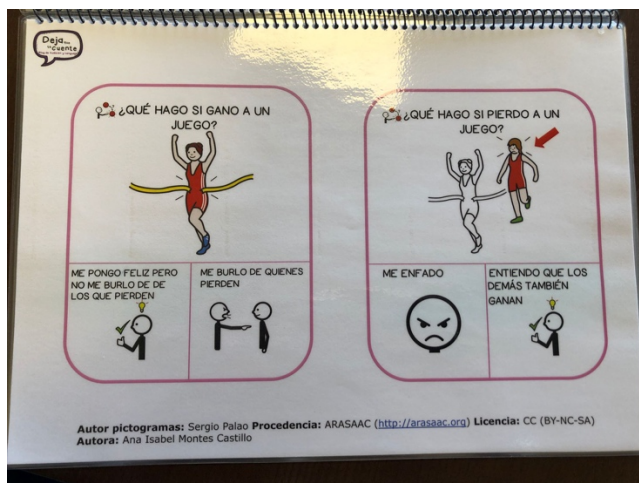 Deja
que te
cuente
¿QUÉ HAGO SI GANO A UN
JUEGO?
ME PONGO FELIZ PERO
NO ME BURLO DE DE
LOS QUE PIERDEN
ME BURLO DE QUIENES
PIERDEN
¿QUÉ HAGO SI PIERDO A UN
JUEGO?
ME ENFADO
ENTIENDO QUE LOS
DEMÁS TAMBIÉN
GANAN
Autor pictogramas: Sergio Palao Procedencia: ARASAAC (http://arasaac.org) Licencia: CC (BY-NC-SA)
Autora: Ana Isabel Montes Castillo